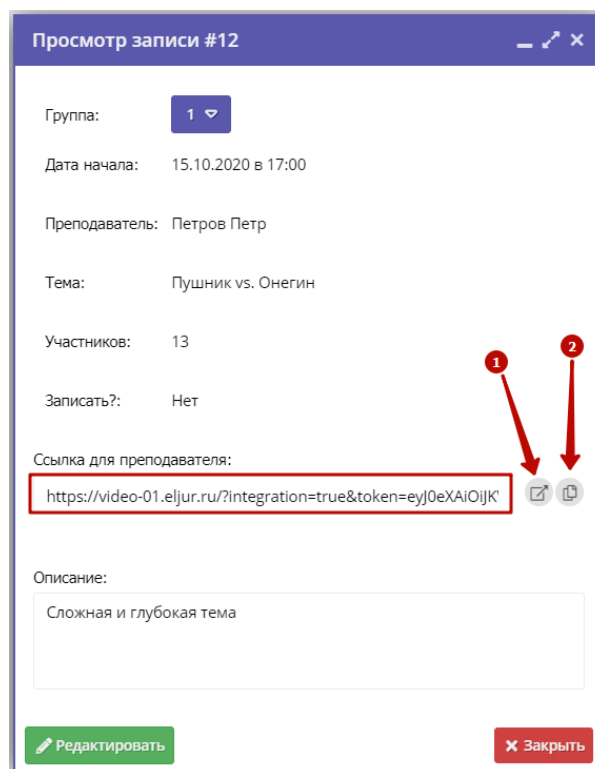 Просмотр записи #12
Группа: 1
Дата начала: 15.10.2020 в 17:00
Преподаватель: Петров Петр
Тема: Пушник vs. Онегин
Участников: 13
1 2
Записать?: Нет
Ссылка для преподавателя:
https://video-01.eljur.ru/?integration=true&token=eyJ0eXAiOiJK
Описание:
Сложная и глубокая тема
Редактировать Закрыть